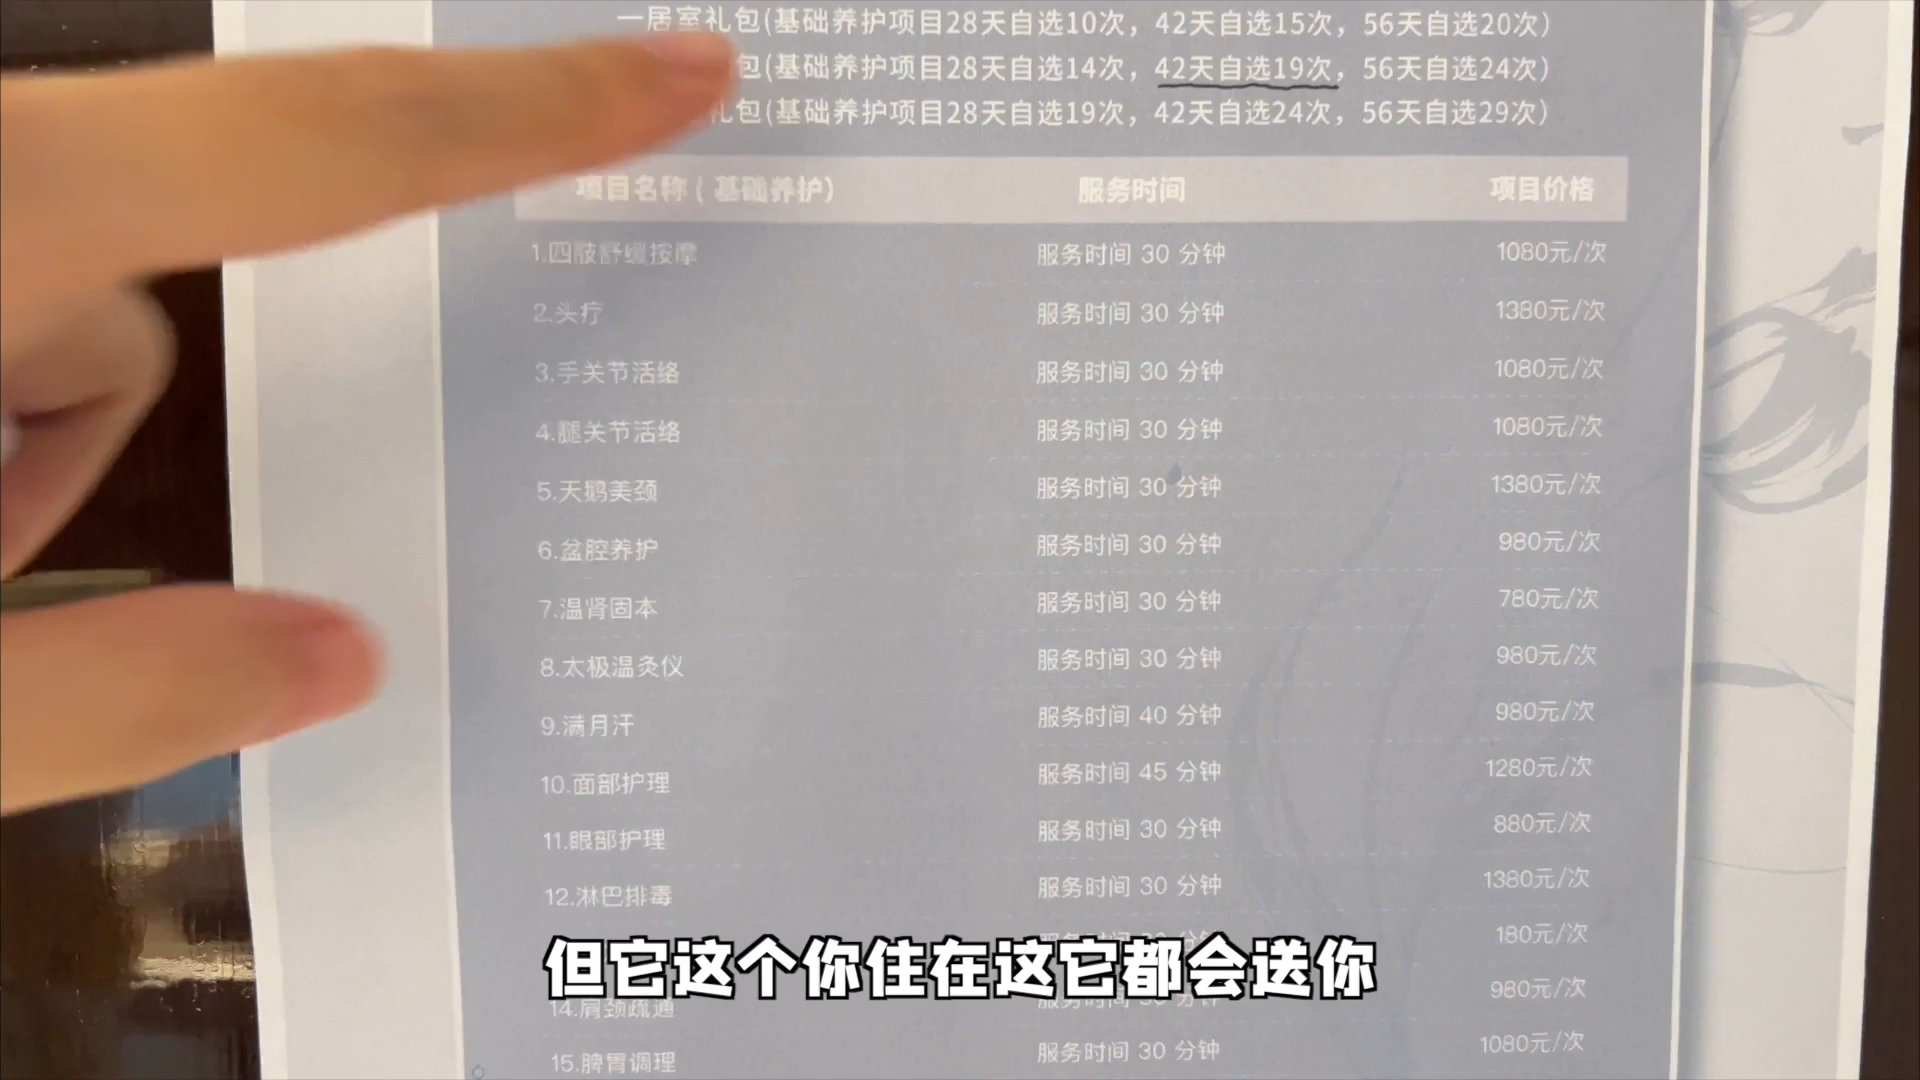 一居室礼包(基础养护项目28天自选10次，42天自选15次，56天自选20次)
包(基础养护项目28天自选14次，42天自选19次，56天自选24次)
礼包(基础养护项目28天自选19次，42天自选24次，56天自选29次)
项目名称 ( 基础养护) 服务时间 项目价格
1.四肢舒缓按摩 服务时间 30 分钟 1080元/次
2.头疗 服务时间 30 分钟 1380元/次
3.手关节活络 服务时间 30 分钟 1080元/次
4.腿关节活络 服务时间 30 分钟 1080元/次
5.天鹅美颈 服务时间 30 分钟 1380元/次
6.盆腔养护 服务时间 30 分钟 980元/次
7.温肾固本 服务时间 30 分钟 780元/次
8.太极温灸仪 服务时间 30 分钟 980元/次
9.满月汗 服务时间 40 分钟 980元/次
10.面部护理 服务时间 45 分钟 1280元/次
11.眼部护理 服务时间 30 分钟 880元/次
12.淋巴排毒 服务时间 30 分钟 1380元/次
180元/次
但它这个你住在这它都会送你
14.肩颈疏通 服务时间 30 分钟 980元/次
15.脾胃调理 服务时间 30 分钟 1080元/次